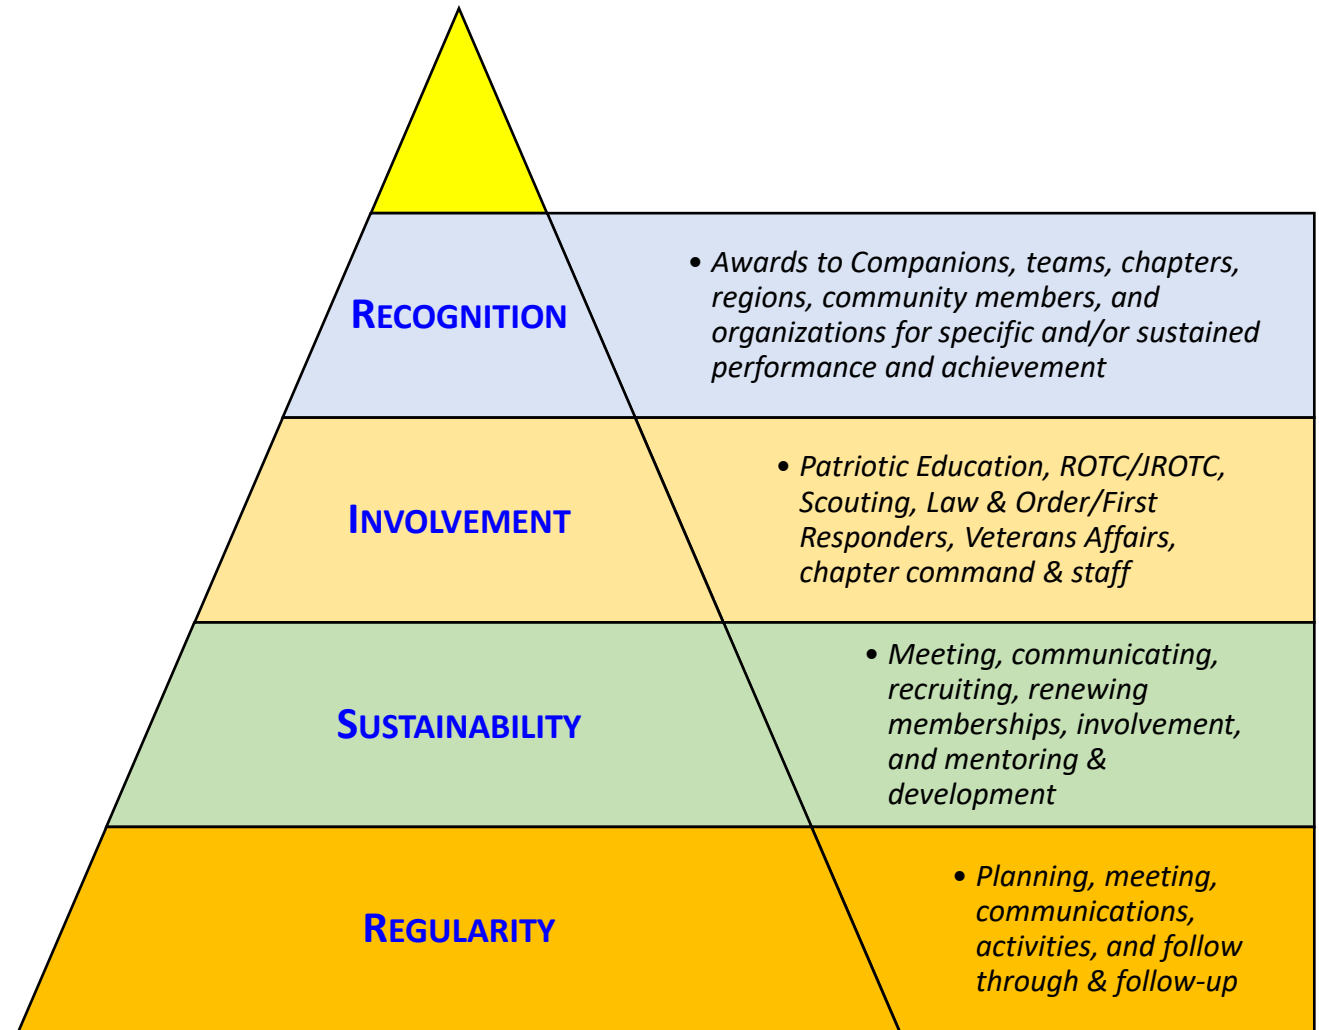 RECOGNITION
• Awards to Companions, teams, chapters,
regions, community members, and
organizations for specific and/or sustained
performance and achievement
INVOLVEMENT
• Patriotic Education, ROTC/JROTC,
Scouting, Law & Order/First
Responders, Veterans Affairs,
chapter command & staff
SUSTAINABILITY
• Meeting, communicating,
recruiting, renewing
memberships, involvement,
and mentoring &
development
REGULARITY
• Planning, meeting,
communications,
activities, and follow
through & follow-up